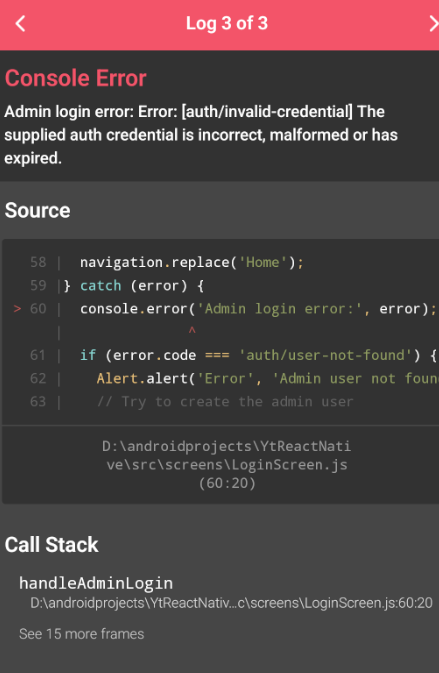 Log 3 of 3
Console Error
Admin login error: Error: [auth/invalid-credential] The
supplied auth credential is incorrect, malformed or has
expired.
Source
58 | navigation.replace('Home');
59 |} catch (error) {
> 60 | console.error('Admin login error:', error);
| ^
61 | if (error.code === 'auth/user-not-found') {
62 | Alert.alert('Error', 'Admin user not foun
63 | // Try to create the admin user
D:\androidprojects\YtReactNati
ve\src\screens\LoginScreen.js
(60:20)
Call Stack
handleAdminLogin
D:\androidprojects\YtReactNativ...c\screens\LoginScreen.js:60:20
See 15 more frames